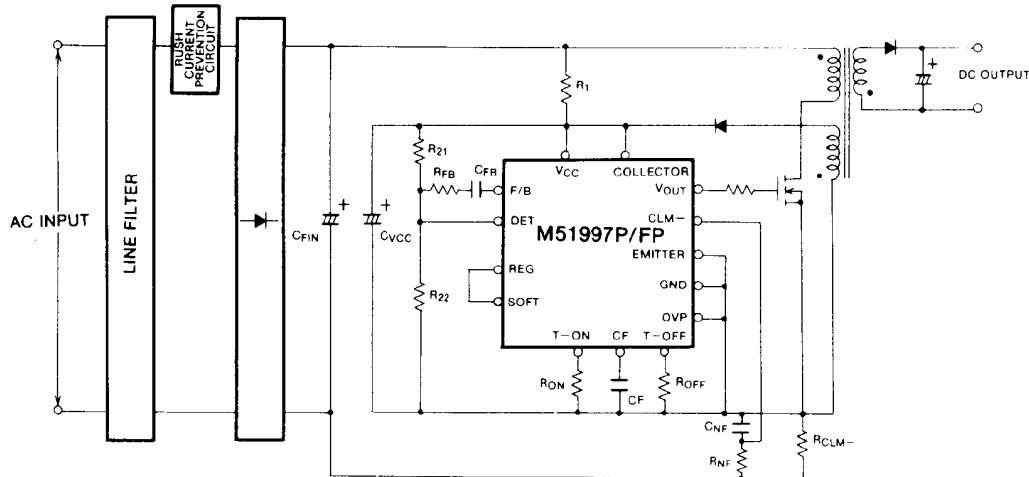 AC INPUT
LINE FILTER
RUSH
CURRENT
PREVENTION
CIRCUIT
CFIN
+
CVCC
+
R1
R21
RFB
CFB
R22
VCC
COLLECTOR
F/B
VOUT
DET
CLM-
M51997P/FP
EMITTER
REG
GND
SOFT
OVP
T-ON
CF
T-OFF
RON
CF
ROFF
CNF
RNF
RCLM-
+
DC OUTPUT